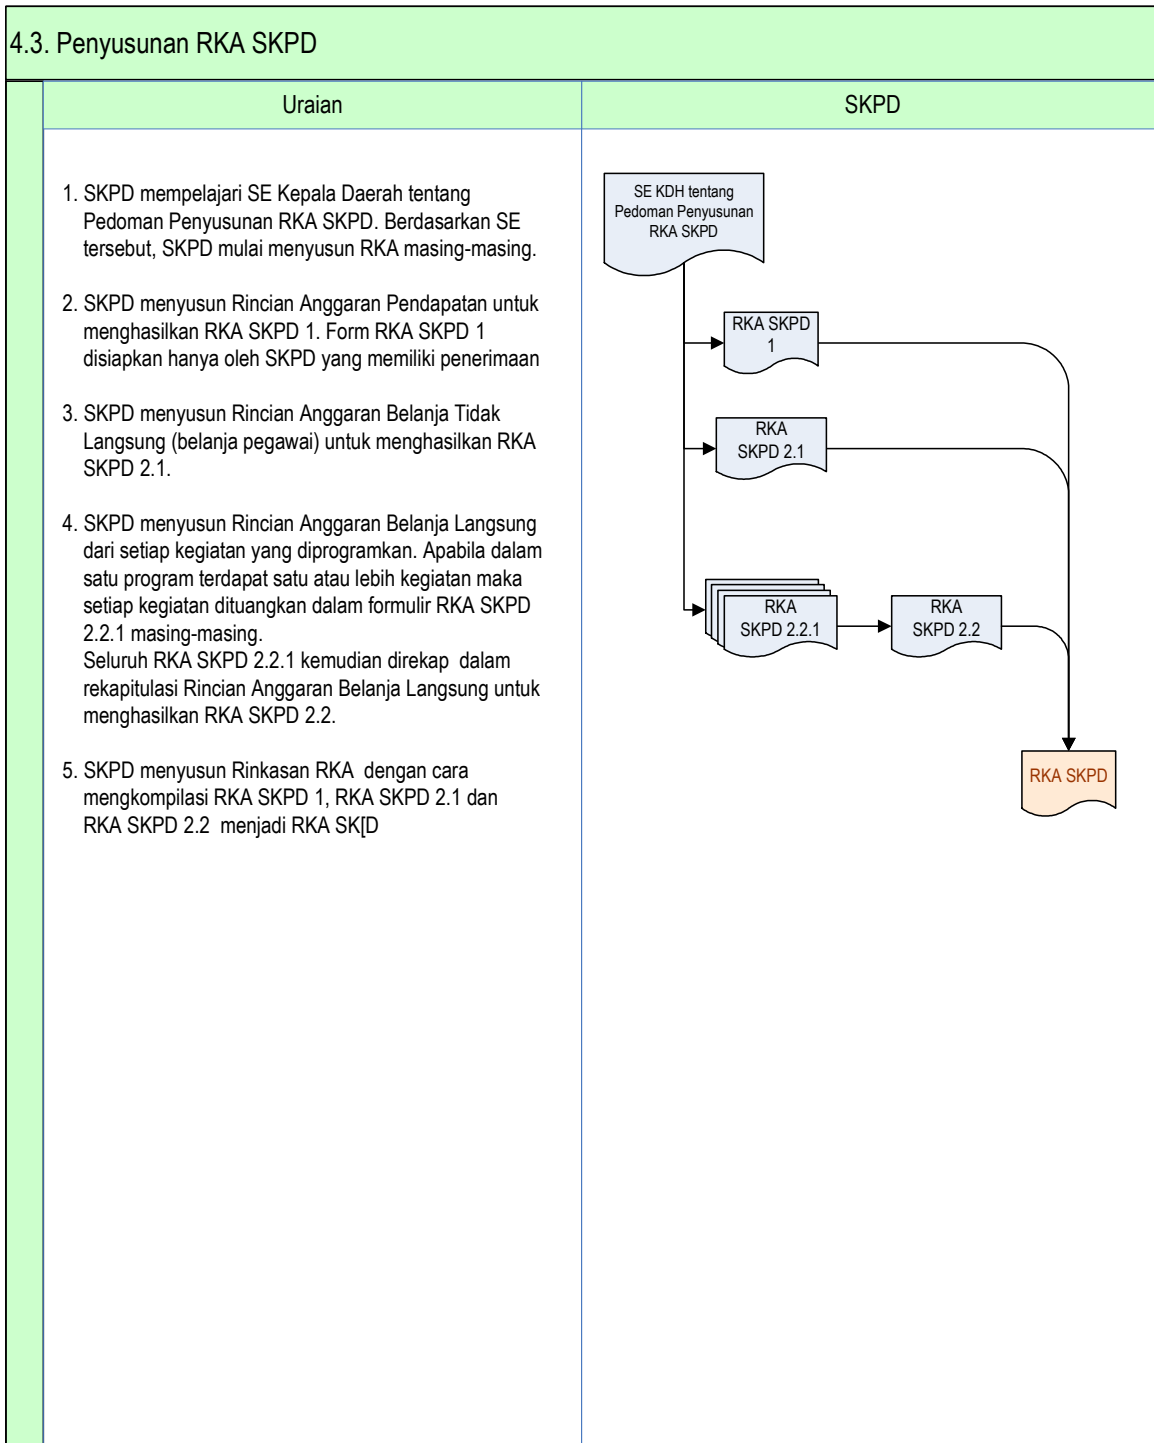 4.3. Penyusunan RKA SKPD
Uraian
SKPD
1. SKPD mempelajari SE Kepala Daerah tentang
Pedoman Penyusunan RKA SKPD. Berdasarkan SE
tersebut, SKPD mulai menyusun RKA masing-masing.
2. SKPD menyusun Rincian Anggaran Pendapatan untuk
menghasilkan RKA SKPD 1. Form RKA SKPD 1
disiapkan hanya oleh SKPD yang memiliki penerimaan
3. SKPD menyusun Rincian Anggaran Belanja Tidak
Langsung (belanja pegawai) untuk menghasilkan RKA
SKPD 2.1.
4. SKPD menyusun Rincian Anggaran Belanja Langsung
dari setiap kegiatan yang diprogramkan. Apabila dalam
satu program terdapat satu atau lebih kegiatan maka
setiap kegiatan dituangkan dalam formulir RKA SKPD
2.2.1 masing-masing.
Seluruh RKA SKPD 2.2.1 kemudian direkap dalam
rekapitulasi Rincian Anggaran Belanja Langsung untuk
menghasilkan RKA SKPD 2.2.
5. SKPD menyusun Rinkasan RKA dengan cara
mengkompilasi RKA SKPD 1, RKA SKPD 2.1 dan
RKA SKPD 2.2 menjadi RKA SK[D
SE KDH tentang
Pedoman Penyusunan
RKA SKPD
RKA SKPD
1
RKA
SKPD 2.1
RKA
SKPD 2.2.1
RKA
SKPD 2.2
RKA SKPD